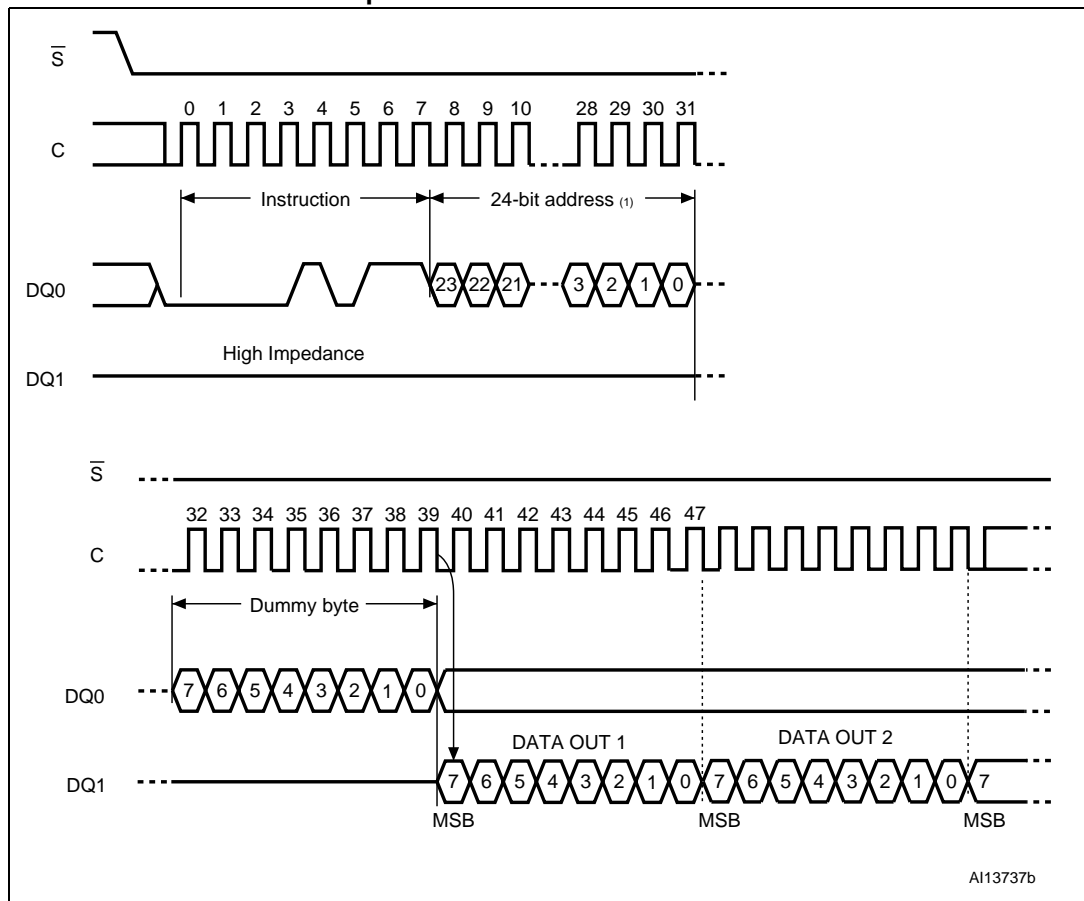 S
0 1 2 3 4 5 6 7 8 9 10 28 29 30 31
C
Instruction 24-bit address (1)
DQ0 23 22 21 3 2 1 0
High Impedance
DQ1
S
32 33 34 35 36 37 38 39 40 41 42 43 44 45 46 47
C
Dummy byte
DQ0 7 6 5 4 3 2 1 0
DATA OUT 1 DATA OUT 2
DQ1 7 6 5 4 3 2 1 0 7 6 5 4 3 2 1 0 7
MSB MSB MSB
AI13737b